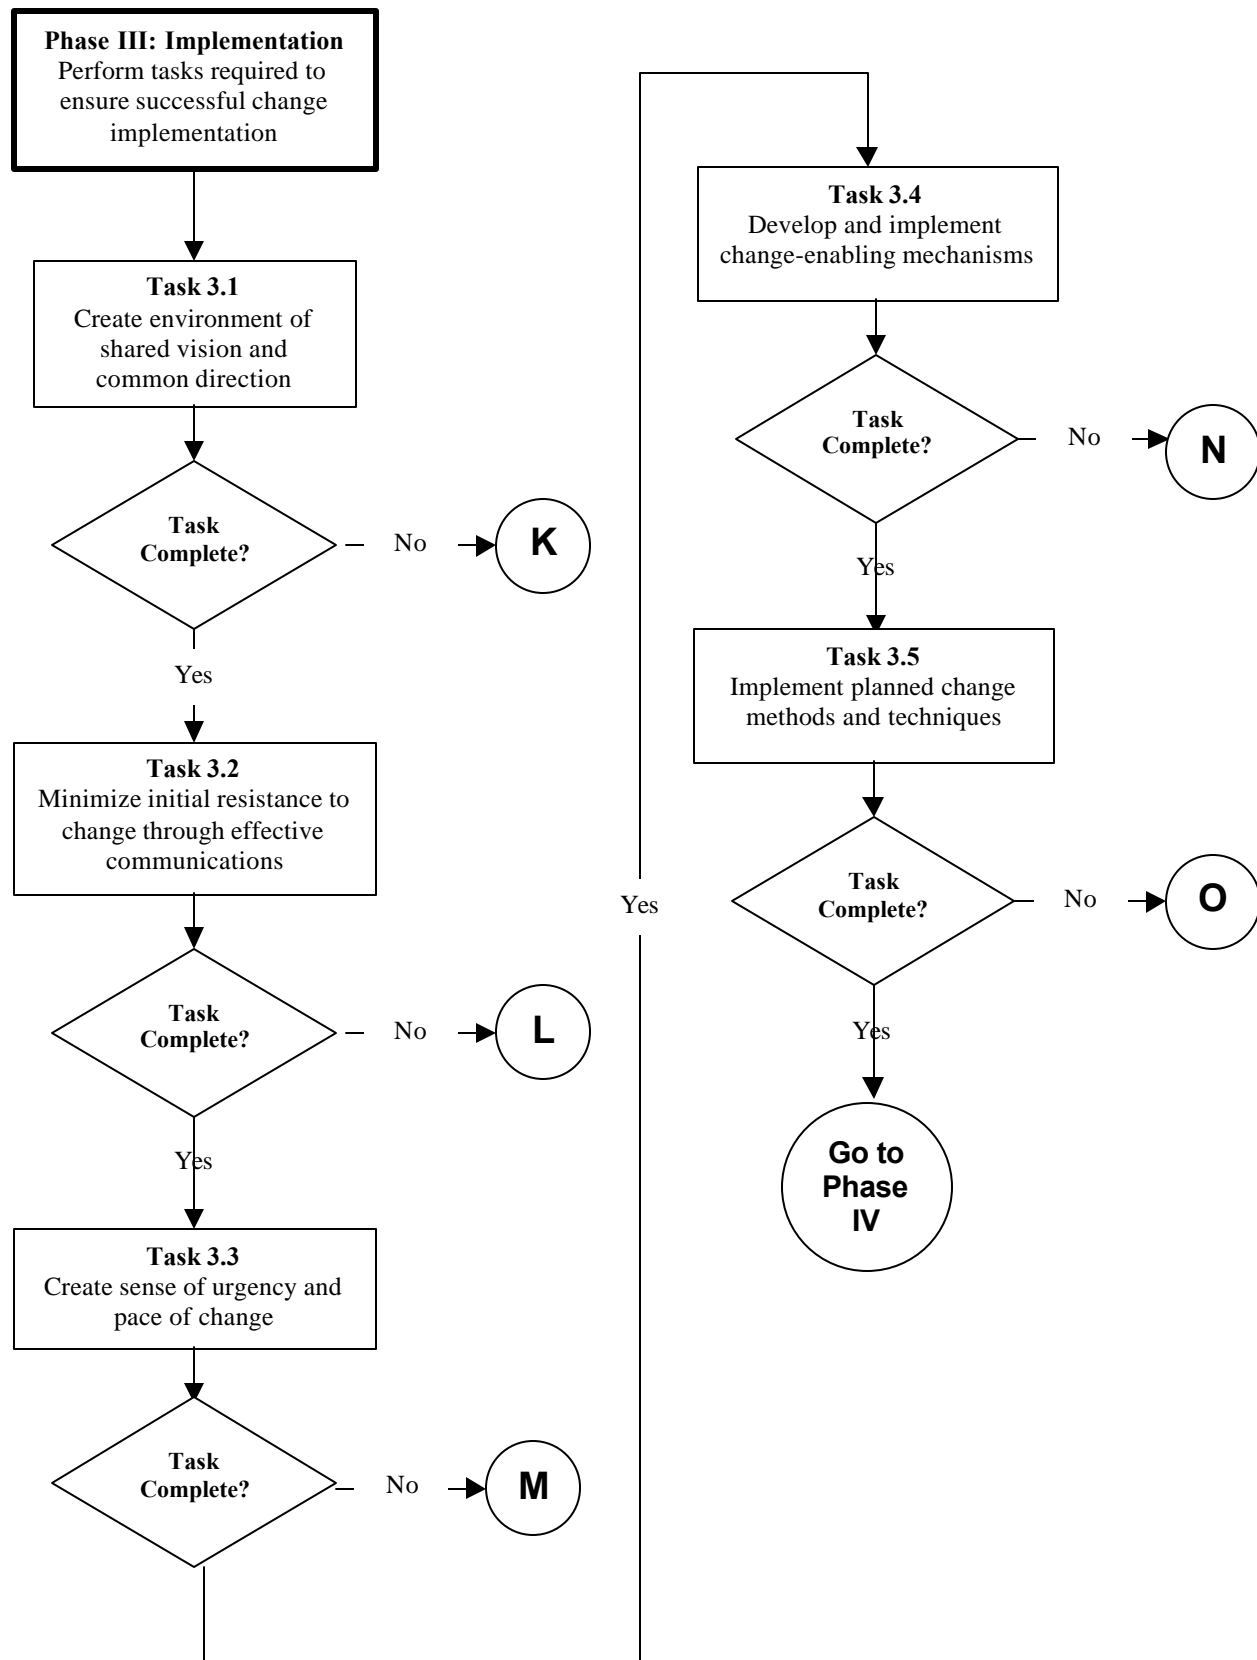 Phase III: Implementation
Perform tasks required to
ensure successful change
implementation
Task 3.1
Create environment of
shared vision and
common direction
Task
Complete?
No
K
Yes
Task 3.2
Minimize initial resistance to
change through effective
communications
Task
Complete?
No
L
Yes
Task 3.3
Create sense of urgency and
pace of change
Task
Complete?
No
M
Yes
Task 3.4
Develop and implement
change-enabling mechanisms
Task
Complete?
No
N
Yes
Task 3.5
Implement planned change
methods and techniques
Task
Complete?
No
O
Yes
Go to
Phase
IV